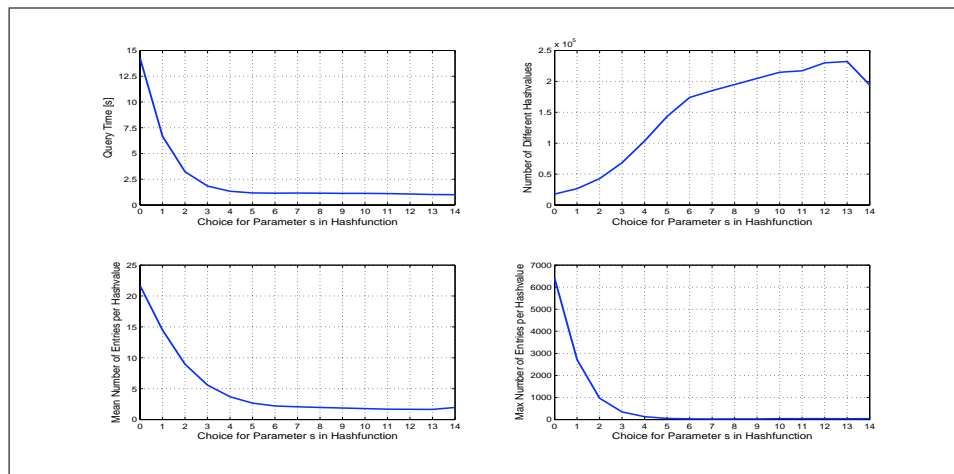 15
12.5
10
7.5
5
2.5
0
Query Time [s]
0 1 2 3 4 5 6 7 8 9 10 11 12 13 14
Choice for Parameter s in Hashfunction
x 10^5
2.5
2
1.5
1
0.5
0
Number of Different Hashvalues
0 1 2 3 4 5 6 7 8 9 10 11 12 13 14
Choice for Parameter s in Hashfunction
25
20
15
10
5
0
Mean Number of Entries per Hashvalue
0 1 2 3 4 5 6 7 8 9 10 11 12 13 14
Choice for Parameter s in Hashfunction
7000
6000
5000
4000
3000
2000
1000
0
Max Number of Entries per Hashvalue
0 1 2 3 4 5 6 7 8 9 10 11 12 13 14
Choice for Parameter s in Hashfunction